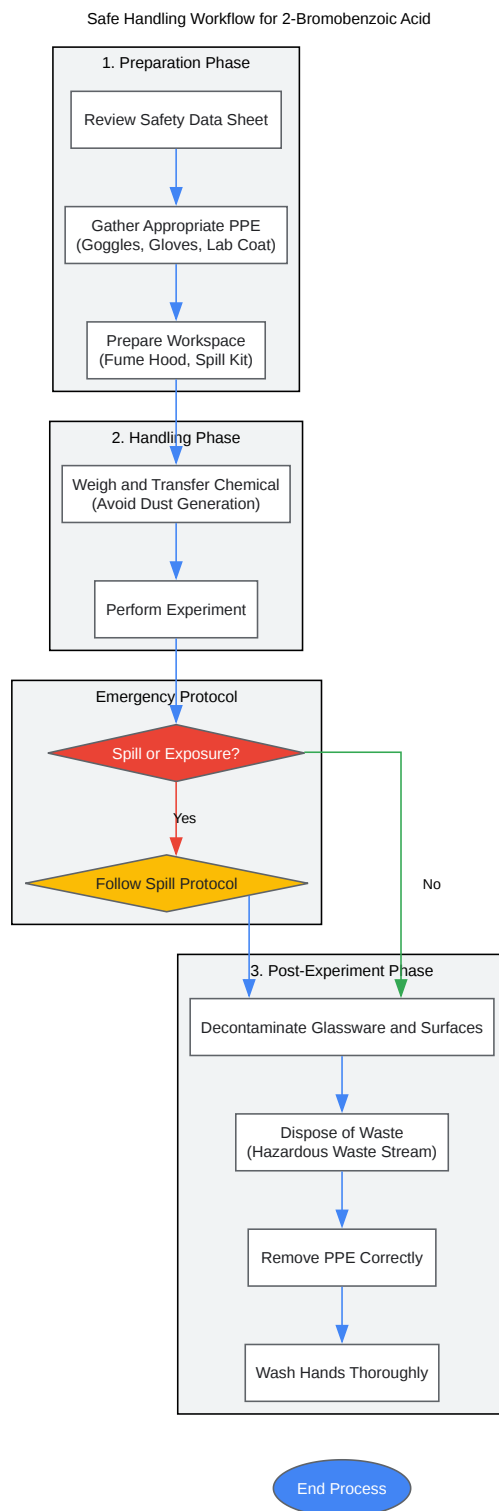 Safe Handling Workflow for 2-Bromobenzoic Acid
1. Preparation Phase
Review Safety Data Sheet
Gather Appropriate PPE
(Goggles, Gloves, Lab Coat)
Prepare Workspace
(Fume Hood, Spill Kit)
2. Handling Phase
Weigh and Transfer Chemical
(Avoid Dust Generation)
Perform Experiment
Emergency Protocol
Spill or Exposure?
Yes
Follow Spill Protocol
No
3. Post-Experiment Phase
Decontaminate Glassware and Surfaces
Dispose of Waste
(Hazardous Waste Stream)
Remove PPE Correctly
Wash Hands Thoroughly
End Process